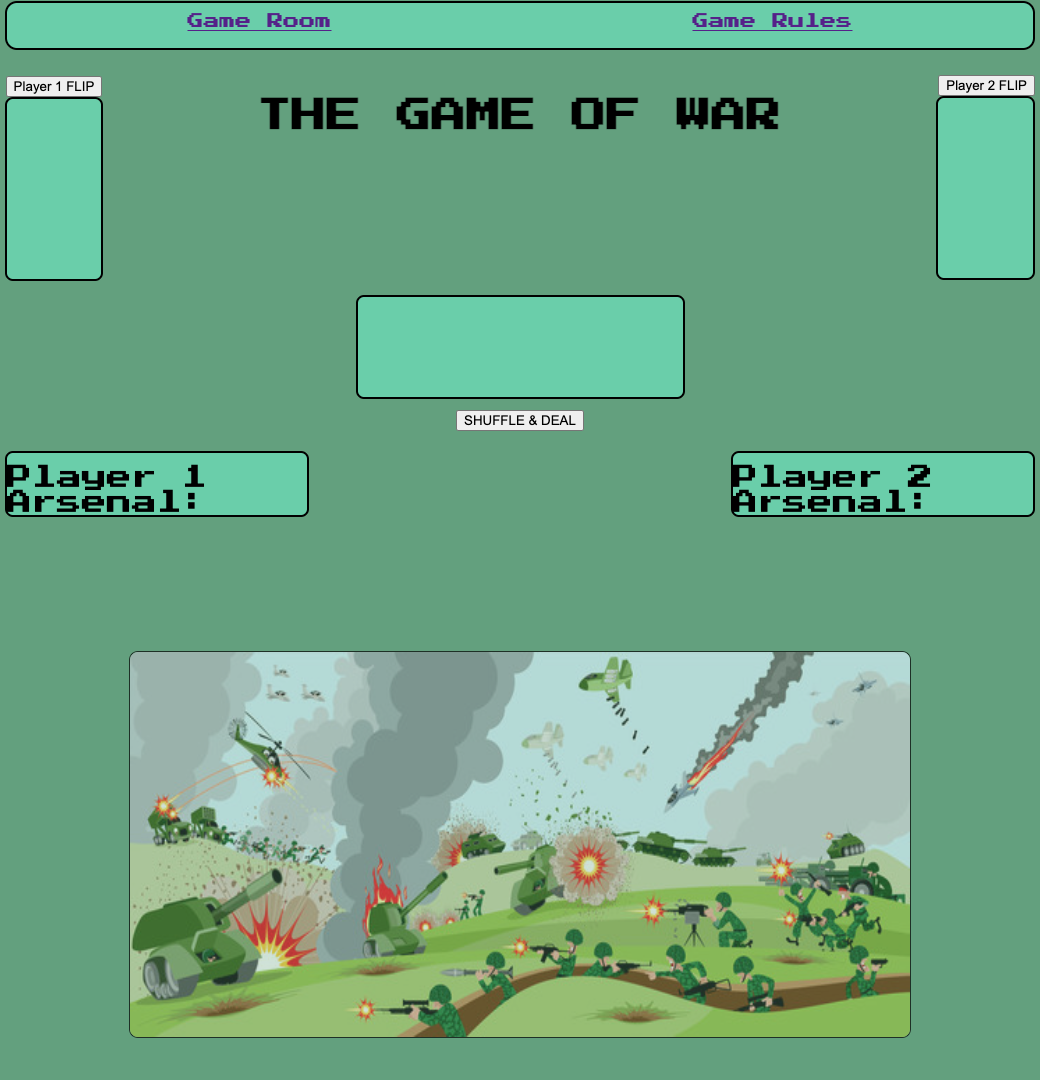 Game Room Game Rules
Player 1 FLIP
Player 2 FLIP
THE GAME OF WAR
SHUFFLE & DEAL
Player 1
Arsenal:
Player 2
Arsenal: